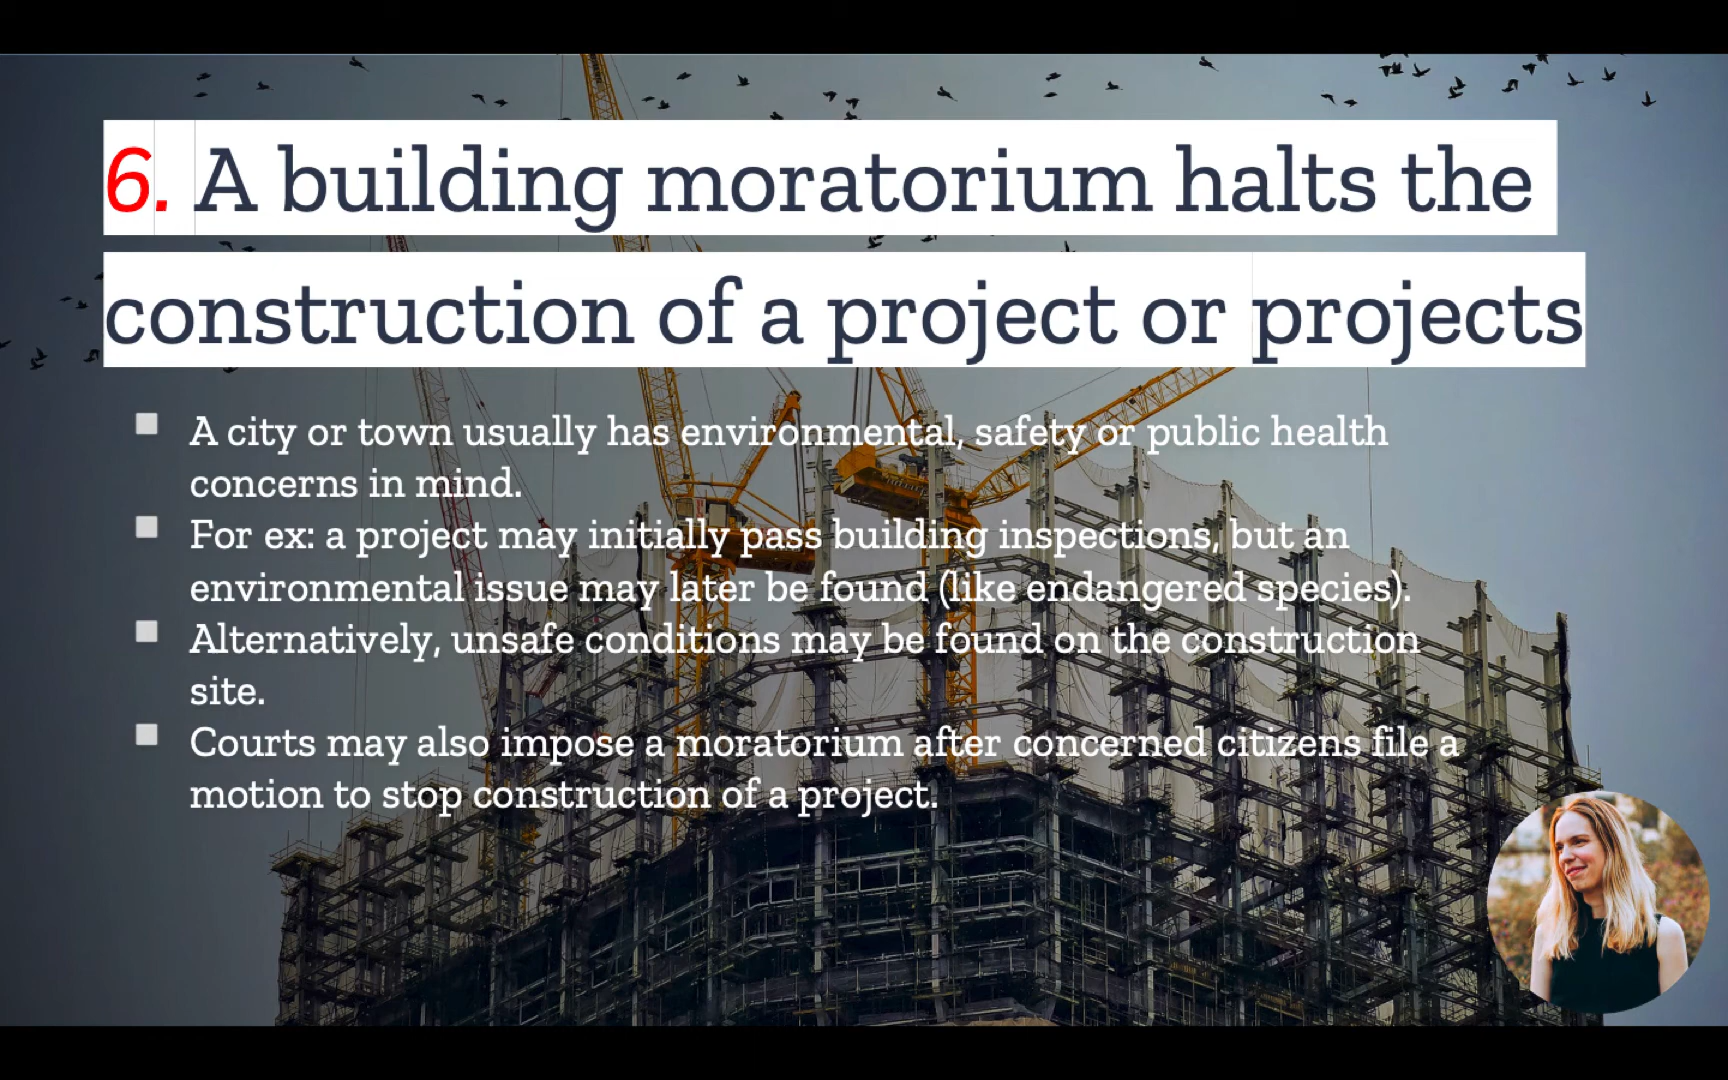 6. A building moratorium halts the
construction of a project or projects
A city or town usually has environmental, safety or public health
concerns in mind.
For ex: a project may initially pass building inspections, but an
environmental issue may later be found (like endangered species).
Alternatively, unsafe conditions may be found on the construction
site.
Courts may also impose a moratorium after concerned citizens file a
motion to stop construction of a project.